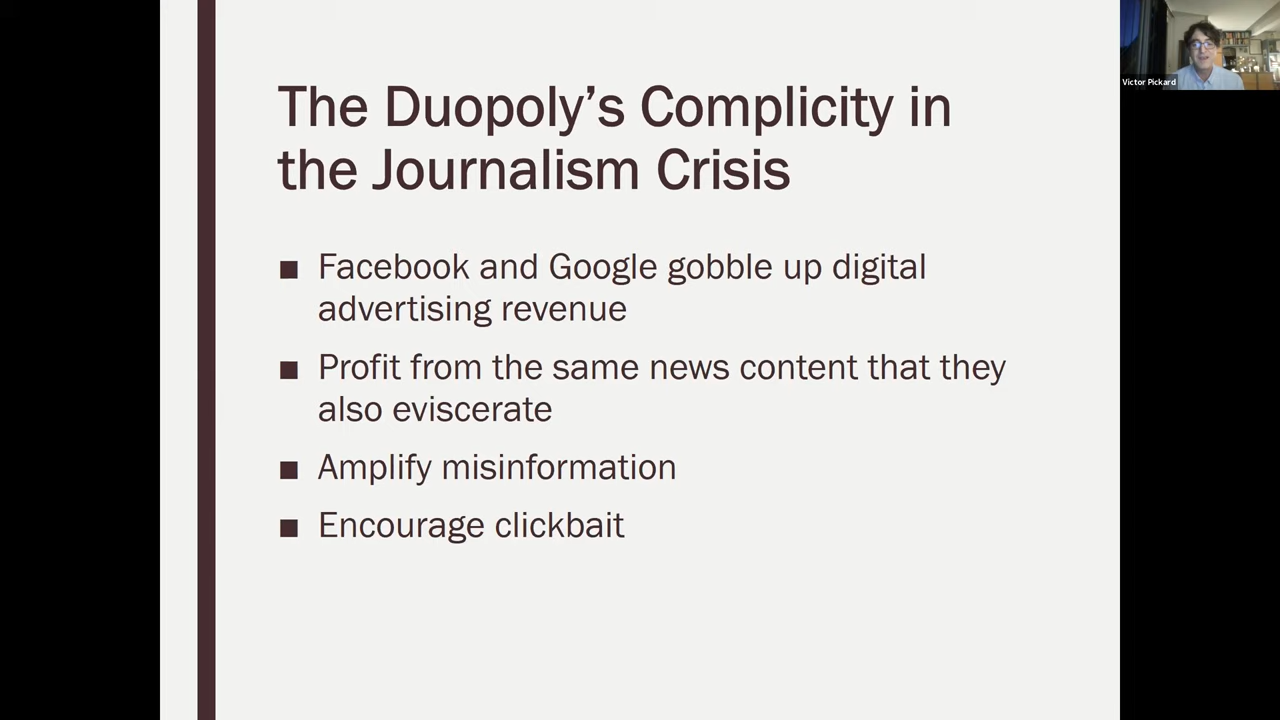 The Duopoly’s Complicity in
the Journalism Crisis
■ Facebook and Google gobble up digital
advertising revenue
■ Profit from the same news content that they
also eviscerate
■ Amplify misinformation
■ Encourage clickbait
Victor Pickard